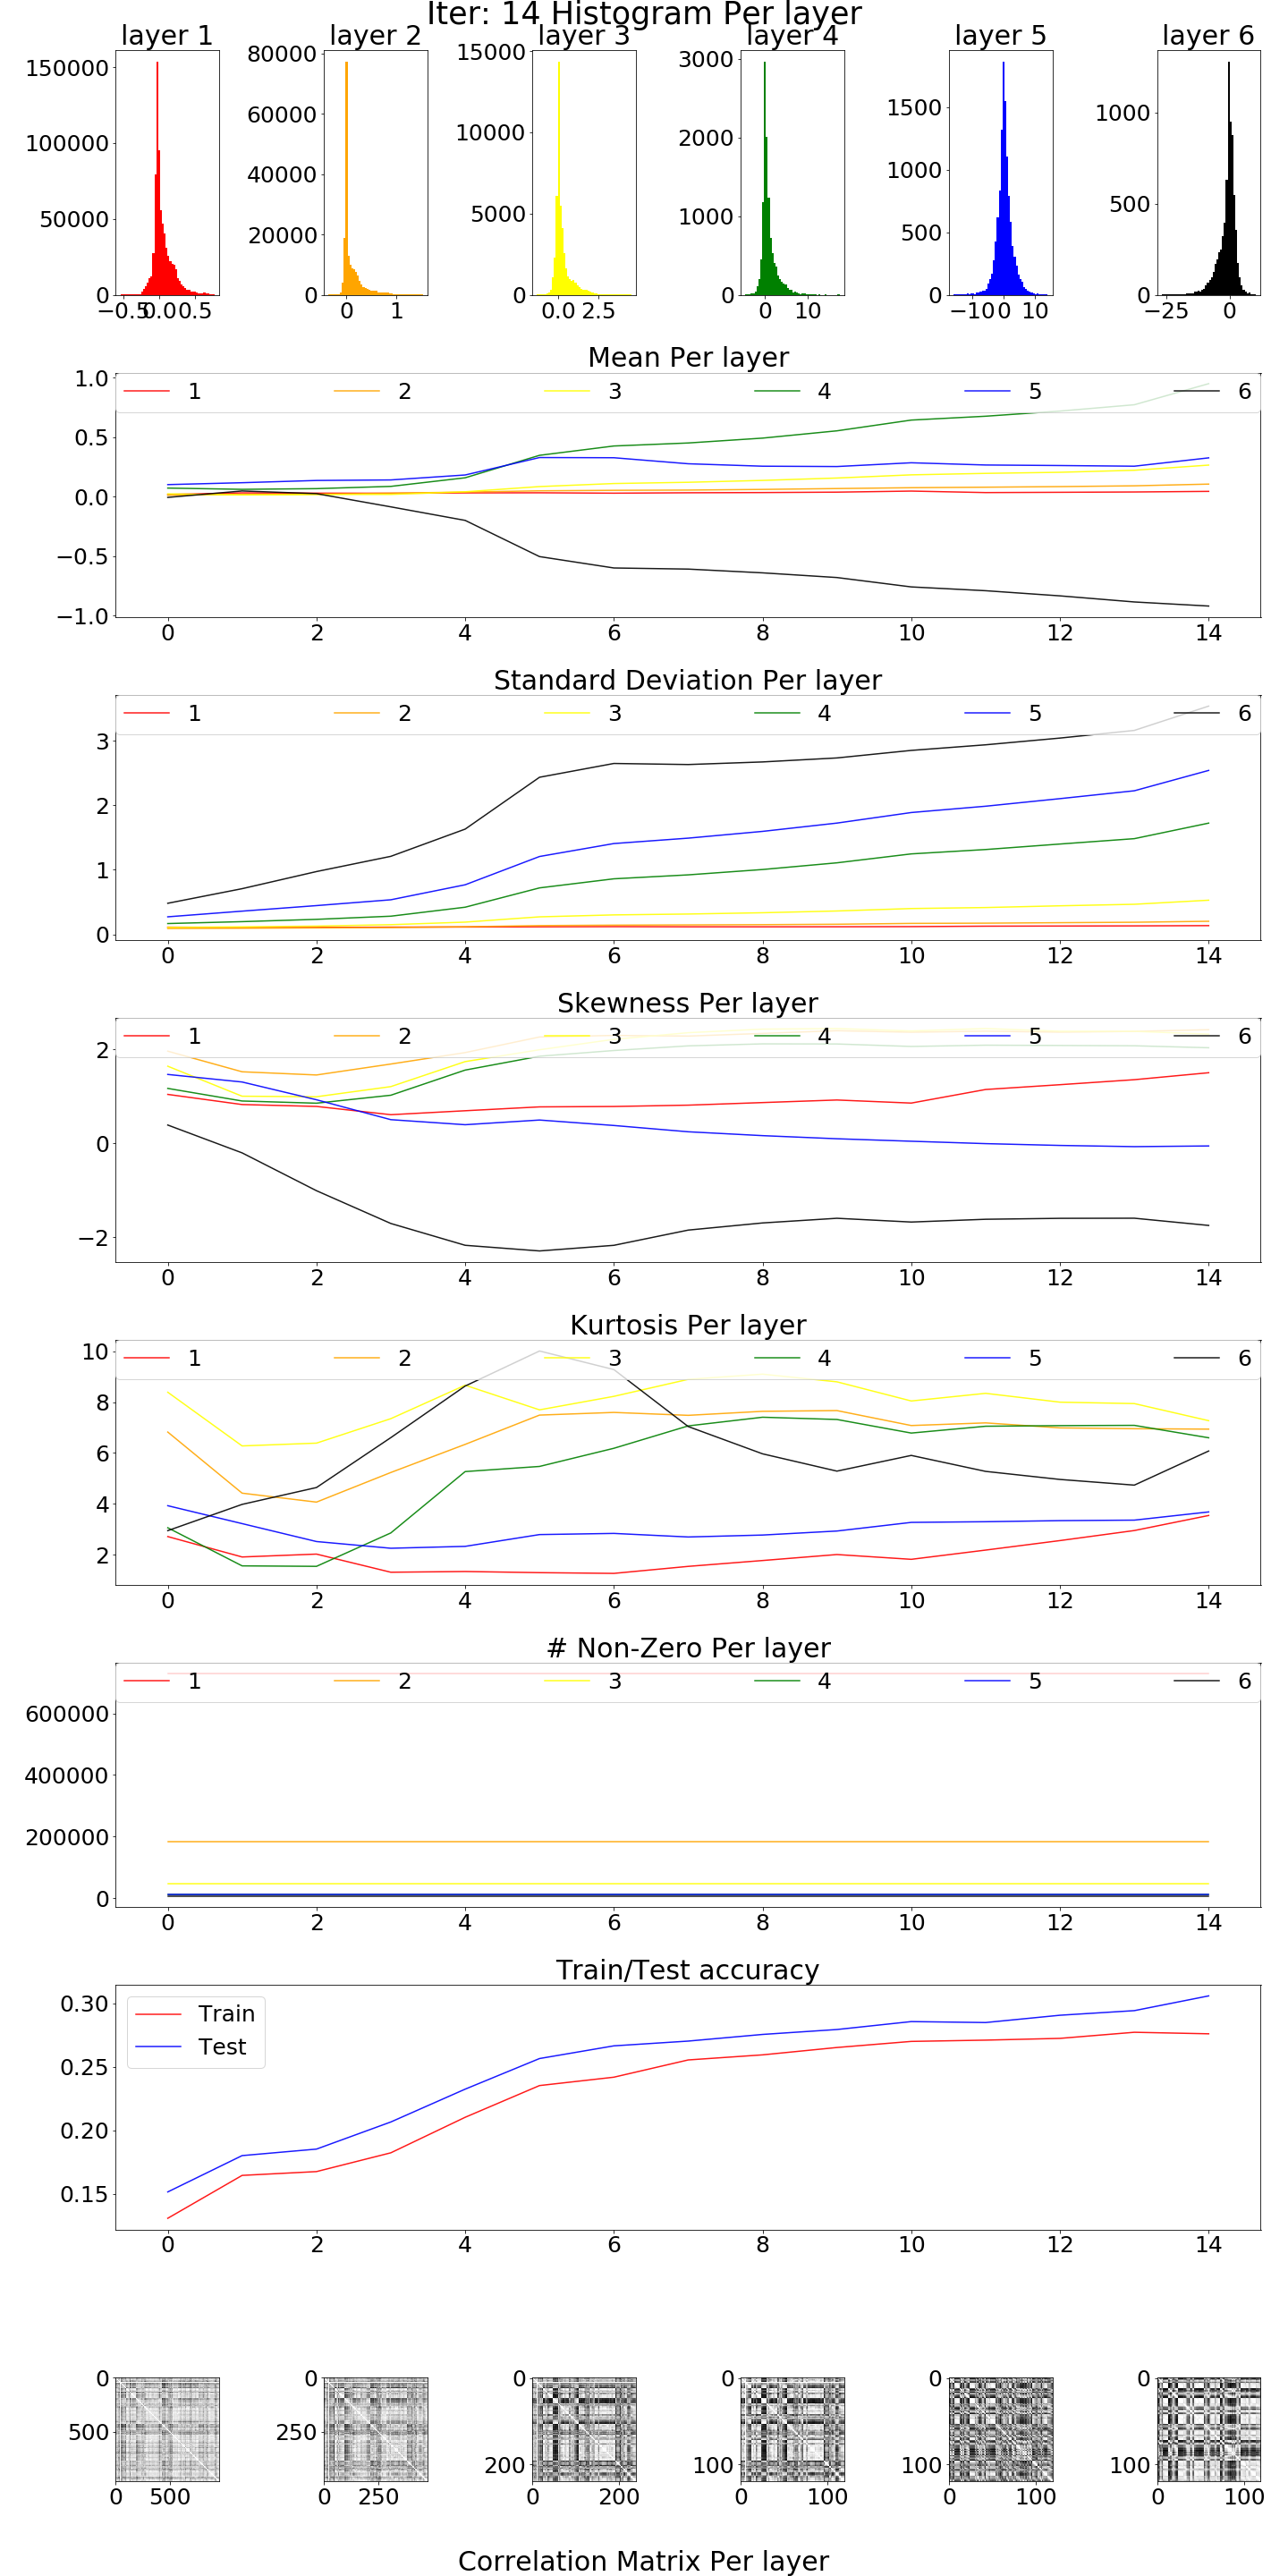 Iter: 14 Histogram Per layer
layer 1 layer 2 layer 3 layer 4 layer 5 layer 6
150000 100000 50000 0
−0.5 0.0 0.5
80000 60000 40000 20000 0
0 1
15000 10000 5000 0
0.0 2.5
3000 2000 1000 0
0 10
1500 1000 500 0
−10 0 10
1000 500 0
−25 0
Mean Per layer
1 2 3 4 5 6
1.0
0.5
0.0
−0.5
−1.0
0 2 4 6 8 10 12 14
Standard Deviation Per layer
1 2 3 4 5 6
3
2
1
0
0 2 4 6 8 10 12 14
Skewness Per layer
1 2 3 4 5 6
2
0
−2
0 2 4 6 8 10 12 14
Kurtosis Per layer
1 2 3 4 5 6
10
8
6
4
2
0 2 4 6 8 10 12 14
# Non-Zero Per layer
1 2 3 4 5 6
600000
400000
200000
0
0 2 4 6 8 10 12 14
Train/Test accuracy
Train
Test
0.30
0.25
0.20
0.15
0 2 4 6 8 10 12 14
0 500
0 500
0 250
0 250
0 200
0 200
0 100
0 100
0 100
0 100
0 100
0 100
Correlation Matrix Per layer